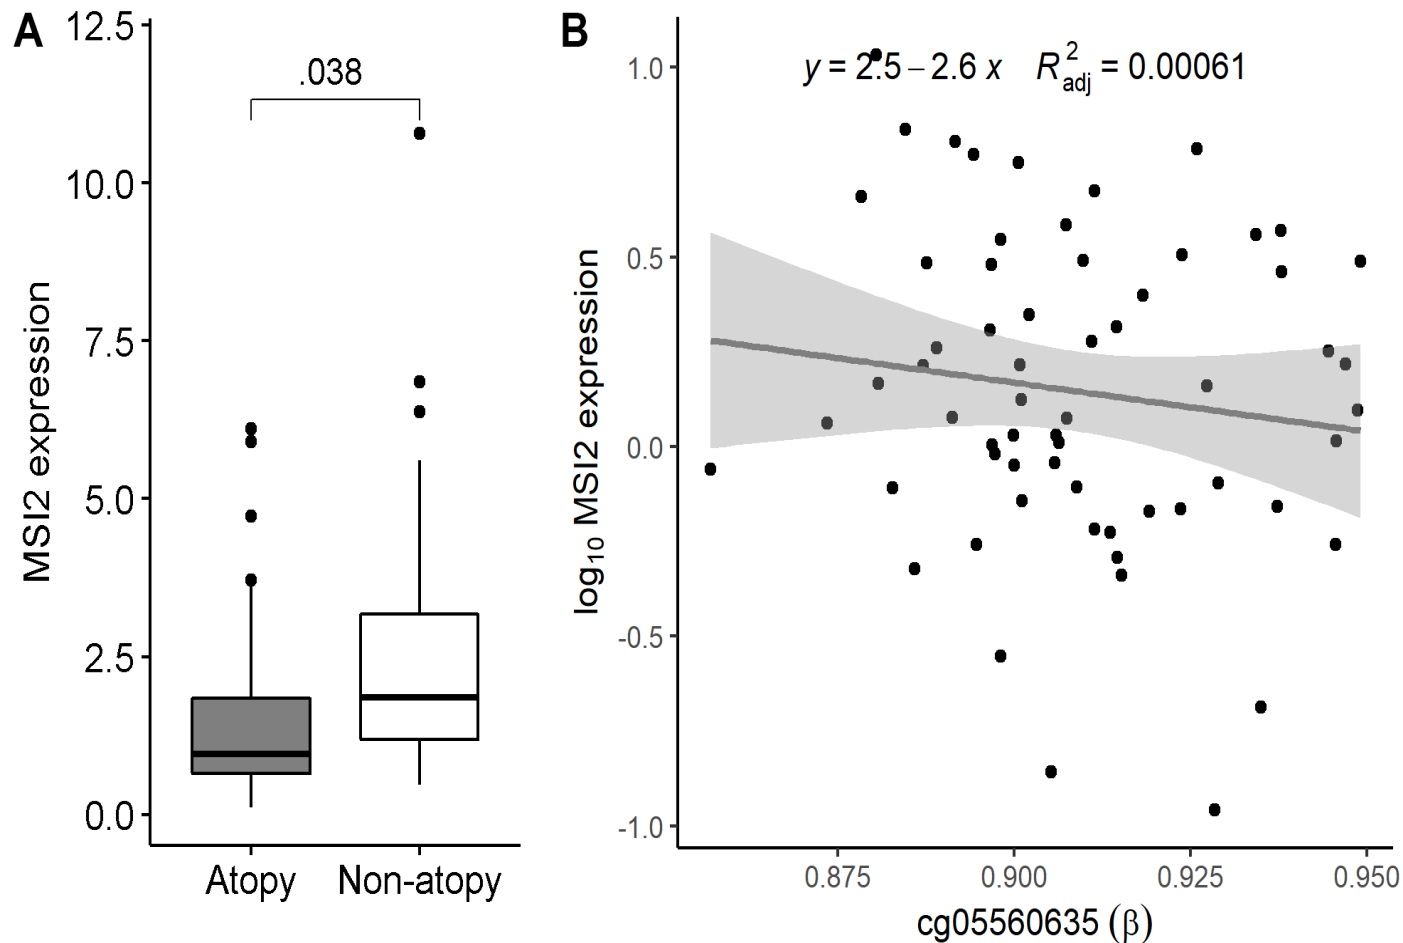 A
12.5
10.0
7.5
5.0
2.5
0.0
MSI2 expression
.038
Atopy
Non-atopy
B
y = 2.5 − 2.6 x R²adj = 0.00061
1.0
0.5
0.0
-0.5
-1.0
log₁₀ MSI2 expression
0.875
0.900
0.925
0.950
cg05560635 (β)